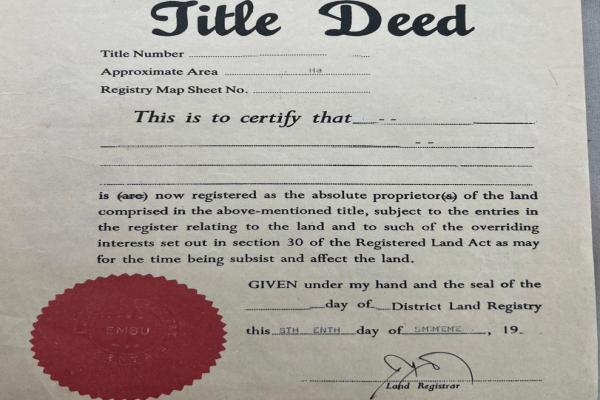 Title Deed
Title Number
Approximate Area Ha
Registry Map Sheet No.
This is to certify that
is (are) now registered as the absolute proprietor(s) of the land
comprised in the above-mentioned title, subject to the entries in
the register relating to the land and to such of the overriding
interests set out in section 30 of the Registered Land Act as may
for the time being subsist and affect the land.
GIVEN under my hand and the seal of the
day of District Land Registry
this 5TH ENTH day of SMMEME, 19
EMBU
Land Registrar